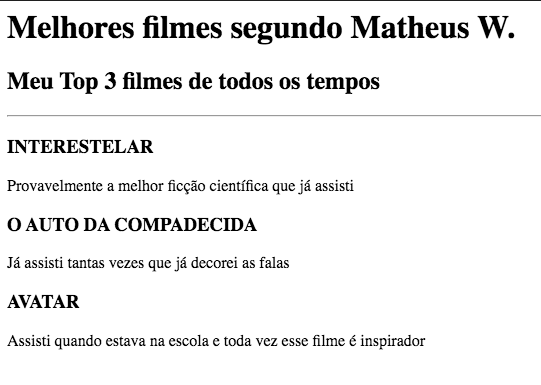 Melhores filmes segundo Matheus W.
Meu Top 3 filmes de todos os tempos
INTERESTELAR
Provavelmente a melhor ficção científica que já assisti
O AUTO DA COMPADECIDA
Já assisti tantas vezes que já decorei as falas
AVATAR
Assisti quando estava na escola e toda vez esse filme é inspirador